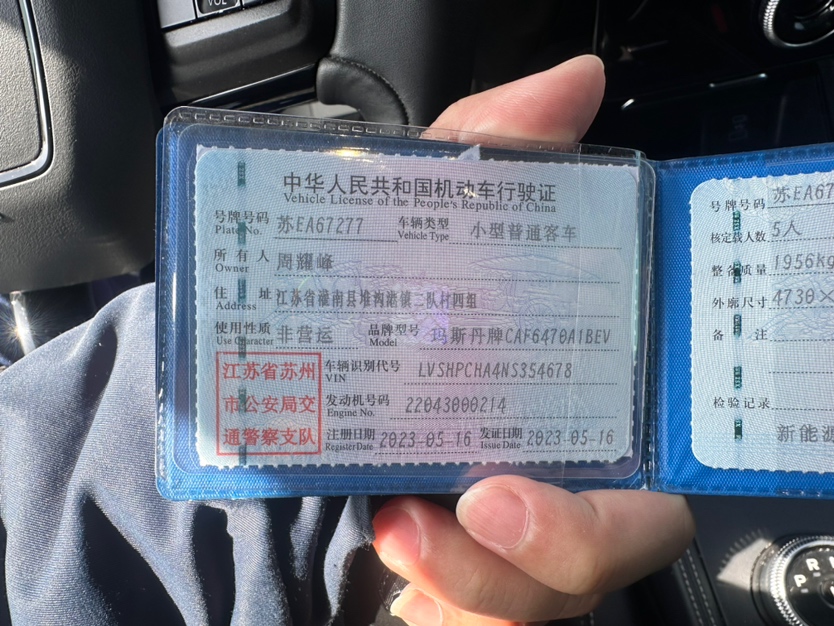 VOL
中华人民共和国机动车行驶证
Vehicle License of the People's Republic of China
号牌号码 苏EA67277 车辆类型 小型普通客车
Plate No. Vehicle Type
所有人 周耀峰
Owner
住址 江苏省灌南县堆沟港镇二队村四组
Address
使用性质 非营运 品牌型号 玛斯丹牌CAF6470A1BEV
Use Character Model
江苏省苏州
市公安局交
通警察支队
车辆识别代号 LVSHPCHA4NS354678
VIN
发动机号码 22043000214
Engine No.
注册日期 2023-05-16 发证日期 2023-05-16
Register Date Issue Date
号牌号码 苏EA67
核定载人数 5人
整备质量 1956kg
外廓尺寸 4730×
备注
检验记录
新能源
P R N